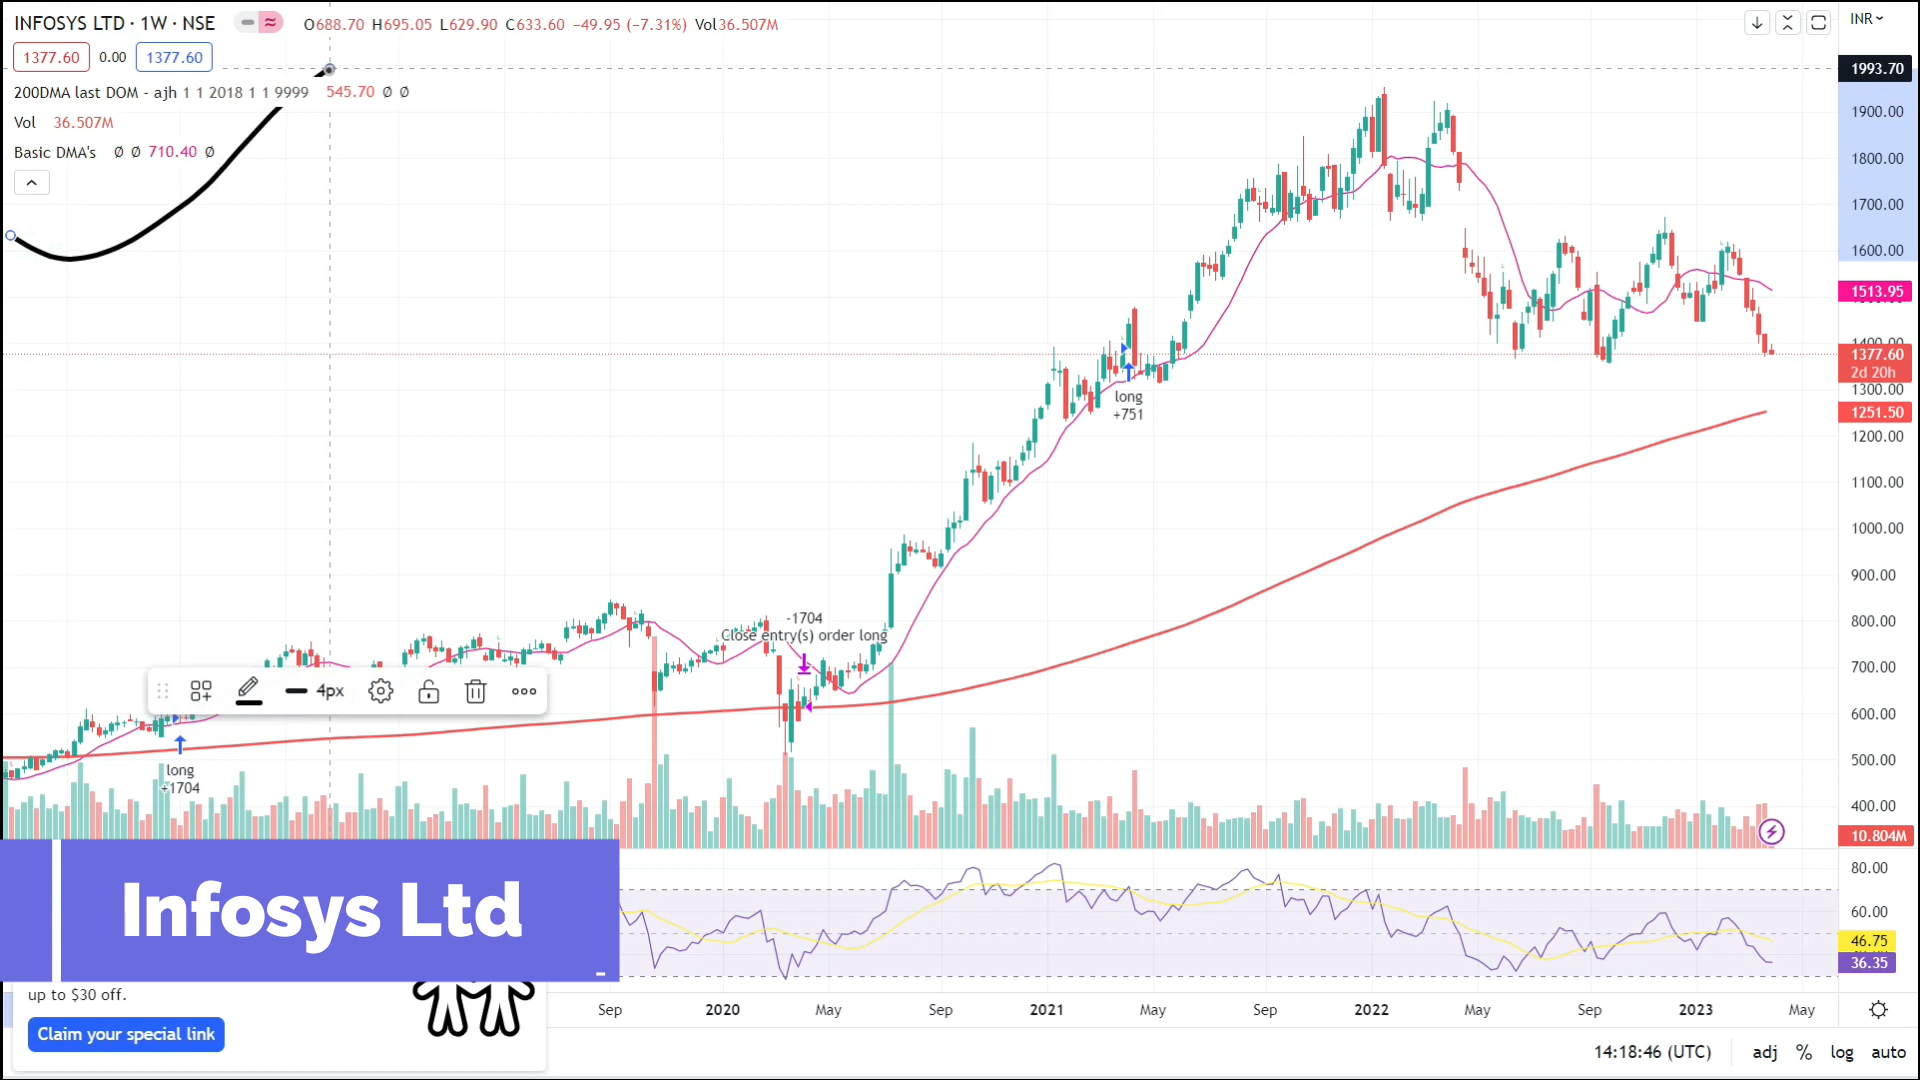 INFOSYS LTD · 1W · NSE
O688.70 H695.05 L629.90 C633.60 −49.95 (−7.31%) Vol36.507M
INR
1377.60 0.00 1377.60
200DMA last DOM - ajh 1 1 2018 1 1 9999 545.70 Ø Ø
Vol 36.507M
Basic DMA's Ø Ø 710.40 Ø
1993.70
1900.00
1800.00
1700.00
1600.00
1513.95
1400.00
1377.60
2d 20h
1300.00
1251.50
1200.00
1100.00
1000.00
900.00
800.00
700.00
600.00
500.00
400.00
10.804M
80.00
60.00
46.75
36.35
long
+751
-1704
Close entry(s) order long
4px
long
+1704
Infosys Ltd
up to $30 off.
Claim your special link
Sep 2020 May Sep 2021 May Sep 2022 May Sep 2023 May
14:18:46 (UTC) adj % log auto